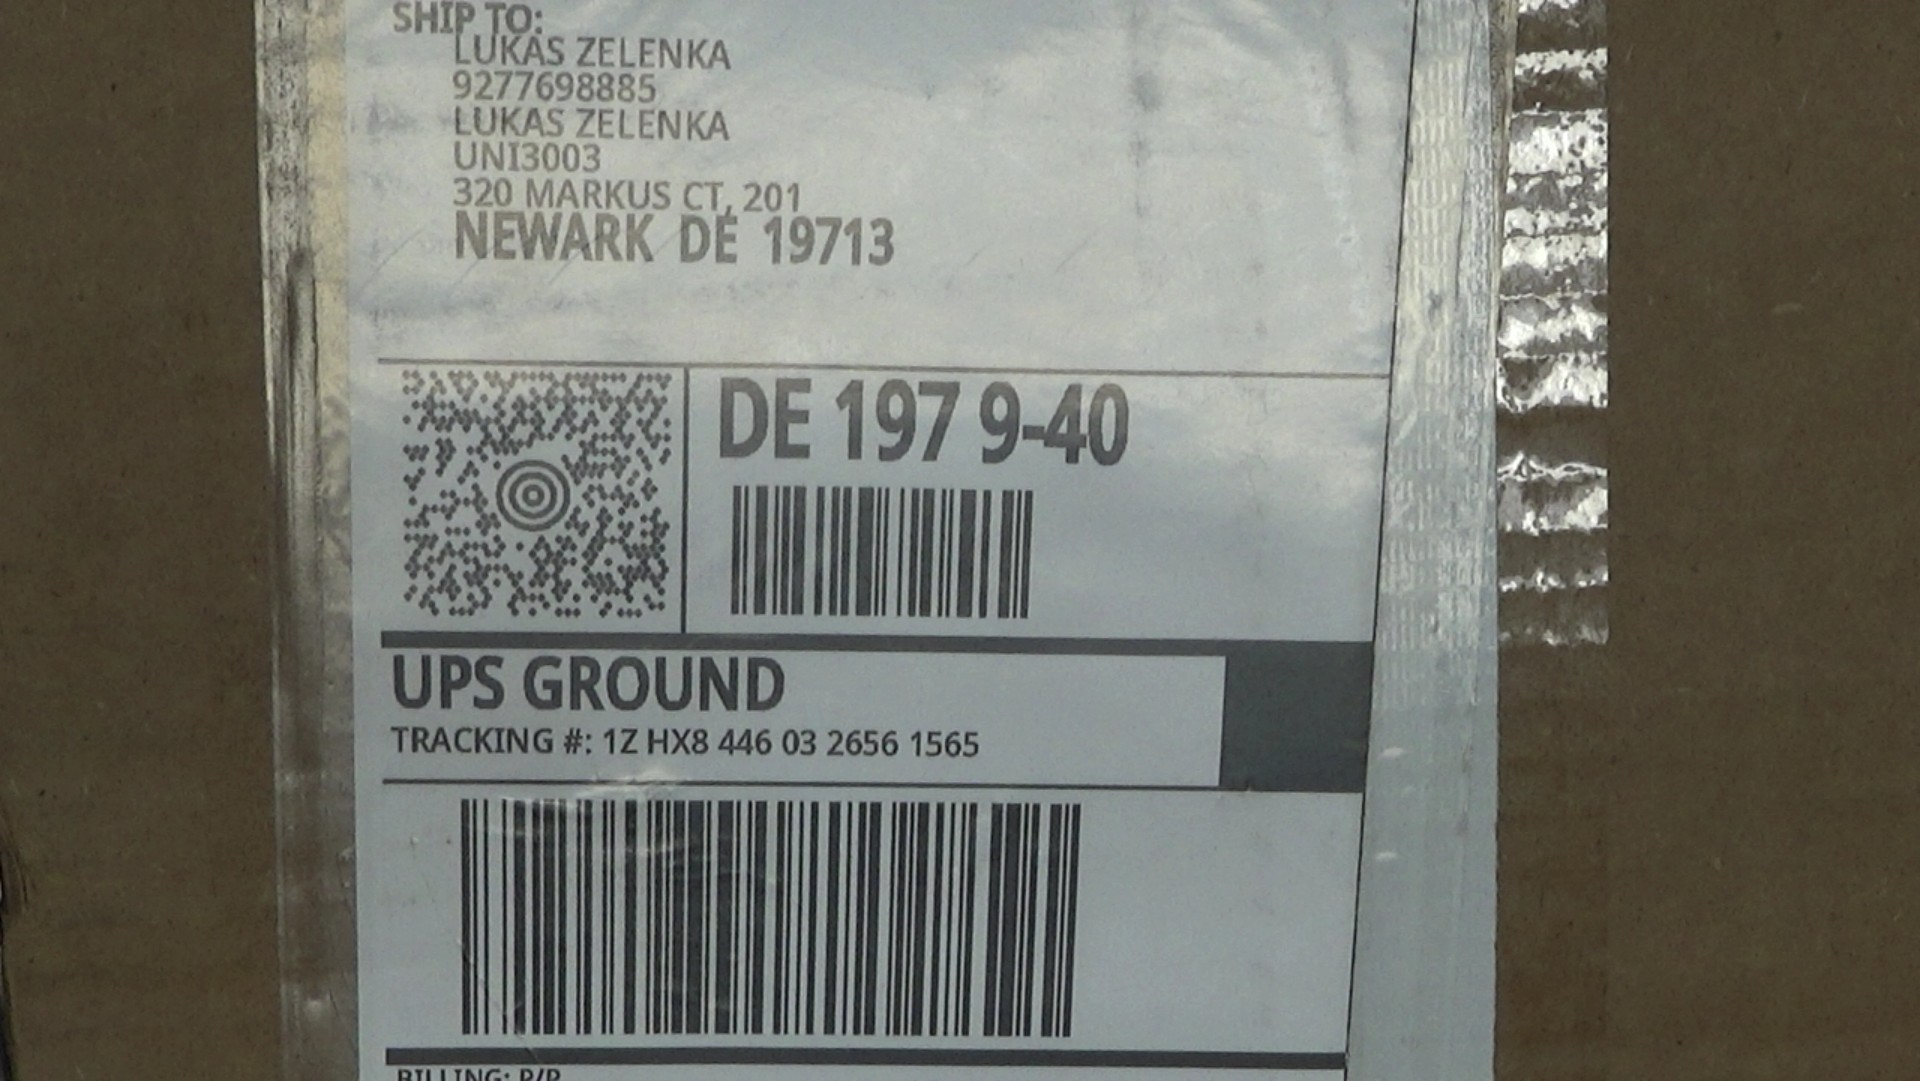 SHIP TO:
LUKAS ZELENKA
9277698885
LUKAS ZELENKA
UNI3003
320 MARKUS CT, 201
NEWARK DE 19713
DE 197 9-40
UPS GROUND
TRACKING #: 1Z HX8 446 03 2656 1565
BILLING: P/P